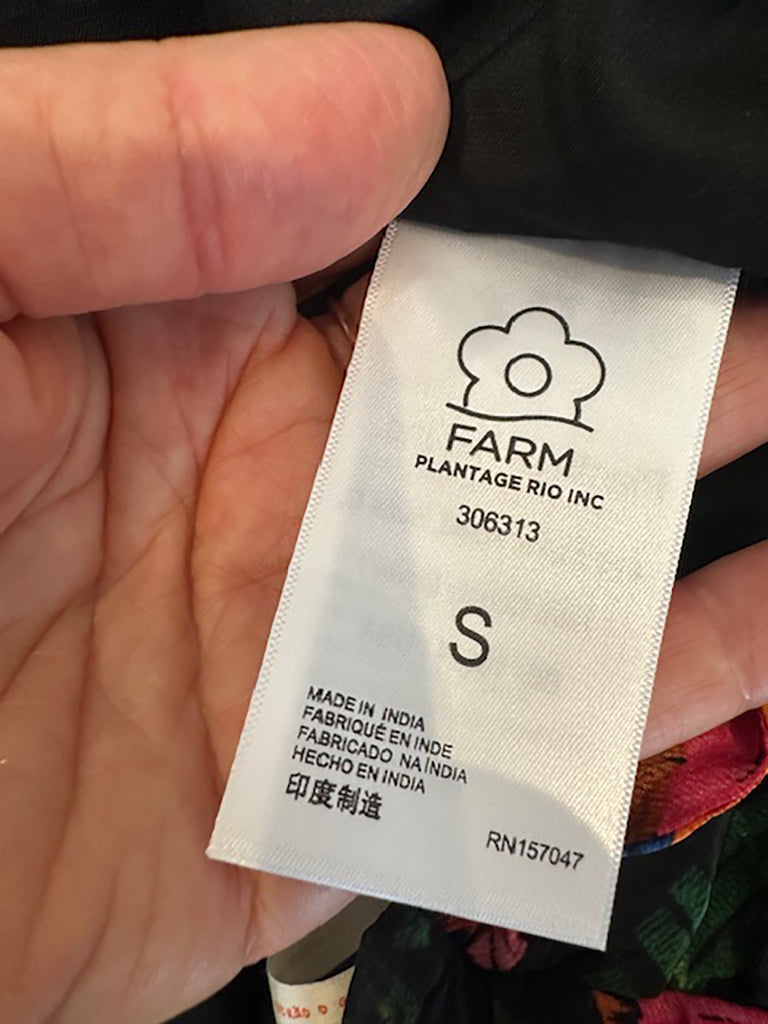 FARM
PLANTAGE RIO INC
306313
S
MADE IN INDIA
FABRIQUÉ EN INDE
FABRICADO NA ÍNDIA
HECHO EN INDIA
印度制造
RN157047